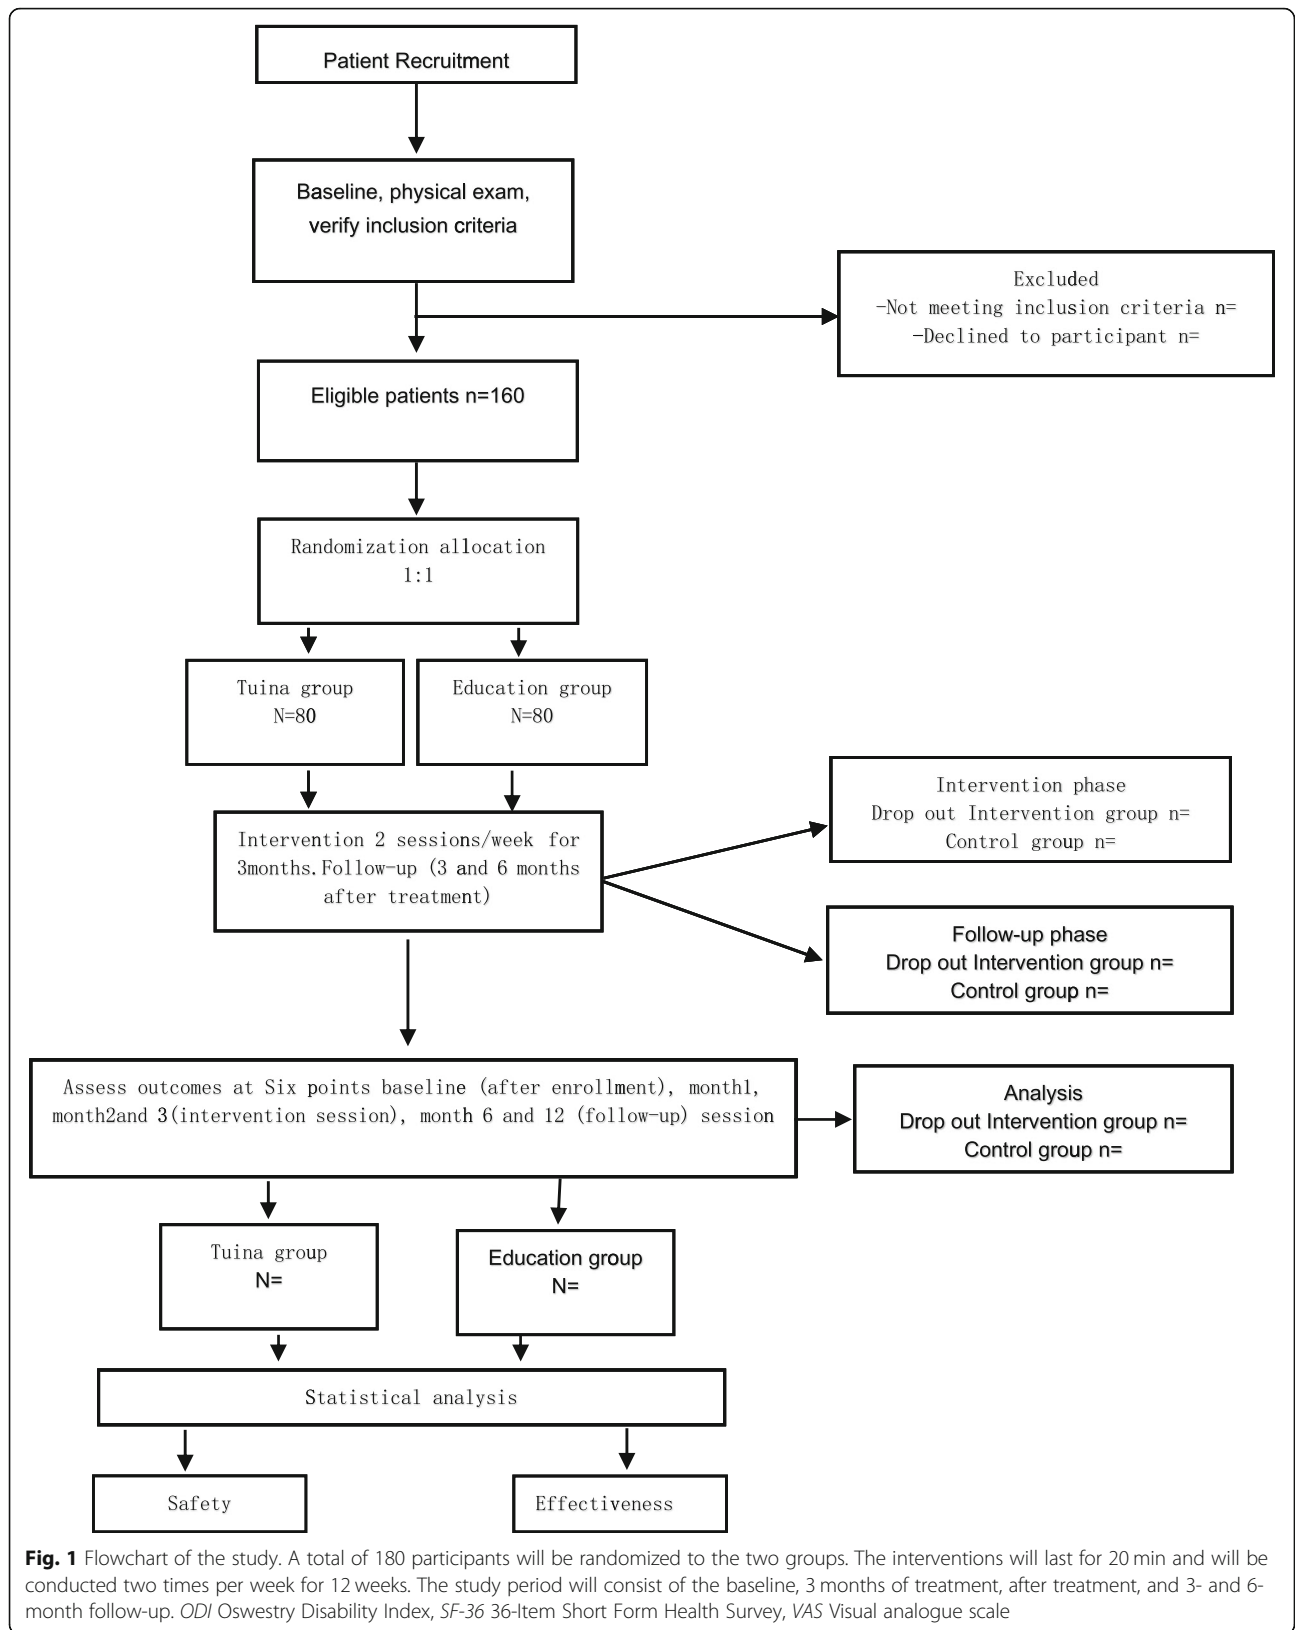 Patient Recruitment
Baseline, physical exam,
verify inclusion criteria
Excluded
-Not meeting inclusion criteria n=
-Declined to participant n=
Eligible patients n=160
Randomization allocation
1:1
Tuina group
N=80
Education group
N=80
Intervention phase
Drop out Intervention group n=
Control group n=
Intervention 2 sessions/week for
3months.Follow-up (3 and 6 months
after treatment)
Follow-up phase
Drop out Intervention group n=
Control group n=
Assess outcomes at Six points baseline (after enrollment), month1,
month2and 3(intervention session), month 6 and 12 (follow-up) session
Analysis
Drop out Intervention group n=
Control group n=
Tuina group
N=
Education group
N=
Statistical analysis
Safety
Effectiveness
Fig. 1 Flowchart of the study. A total of 180 participants will be randomized to the two groups. The interventions will last for 20 min and will be
conducted two times per week for 12 weeks. The study period will consist of the baseline, 3 months of treatment, after treatment, and 3- and 6-
month follow-up. ODI Oswestry Disability Index, SF-36 36-Item Short Form Health Survey, VAS Visual analogue scale